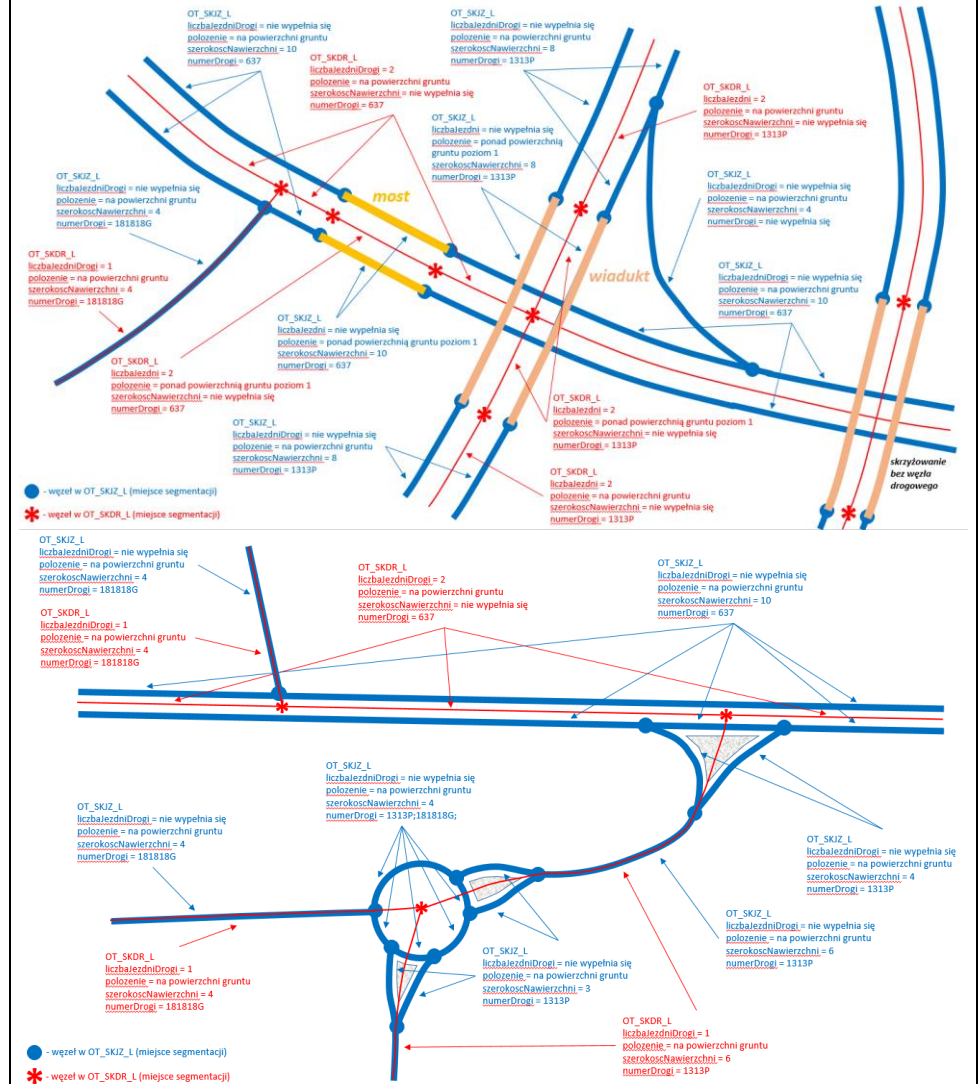 OT_SKJZ_L
liczbaJezdniDrogi = nie wypełnia się
polozenie = na powierzchni gruntu
szerokoscNawierzchni = 10
numerDrogi = 637
OT_SKDR_L
liczbaJezdniDrogi = 2
polozenie = na powierzchni gruntu
szerokoscNawierzchni = nie wypełnia się
numerDrogi = 637
OT_SKJZ_L
liczbaJezdniDrogi = nie wypełnia się
polozenie = na powierzchni gruntu
szerokoscNawierzchni = 8
numerDrogi = 1313P
OT_SKDR_L
liczbaJezdni = 2
polozenie = na powierzchni gruntu
szerokoscNawierzchni = nie wypełnia się
numerDrogi = 1313P
OT_SKJZ_L
liczbaJezdni = nie wypełnia się
polozenie = ponad powierzchnią
gruntu poziom 1
szerokoscNawierzchni = 8
numerDrogi = 1313P
OT_SKJZ_L
liczbaJezdniDrogi = nie wypełnia się
polozenie = na powierzchni gruntu
szerokoscNawierzchni = 4
numerDrogi = 181818G
OT_SKJZ_L
liczbaJezdniDrogi = nie wypełnia się
polozenie = na powierzchni gruntu
szerokoscNawierzchni = 4
numerDrogi = nie wypełnia się
most
wiadukt
OT_SKDR_L
liczbaJezdniDrogi = 1
polozenie = na powierzchni gruntu
szerokoscNawierzchni = 4
numerDrogi = 181818G
OT_SKJZ_L
liczbaJezdniDrogi = nie wypełnia się
polozenie = na powierzchni gruntu
szerokoscNawierzchni = 10
numerDrogi = 637
OT_SKJZ_L
liczbaJezdni = nie wypełnia się
polozenie = ponad powierzchnią gruntu poziom 1
szerokoscNawierzchni = 10
numerDrogi = 637
OT_SKDR_L
liczbaJezdni = 2
polozenie = ponad powierzchnią gruntu poziom 1
szerokoscNawierzchni = nie wypełnia się
numerDrogi = 637
OT_SKDR_L
liczbaJezdni = 2
polozenie = ponad powierzchnią gruntu poziom 1
szerokoscNawierzchni = nie wypełnia się
numerDrogi = 1313P
OT_SKJZ_L
liczbaJezdniDrogi = nie wypełnia się
polozenie = na powierzchni gruntu
szerokoscNawierzchni = 8
numerDrogi = 1313P
OT_SKDR_L
liczbaJezdni = 2
polozenie = na powierzchni gruntu
szerokoscNawierzchni = nie wypełnia się
numerDrogi = 1313P
skrzyżowanie
bez węzła
drogowego
- węzeł w OT_SKJZ_L (miejsce segmentacji)
- węzeł w OT_SKDR_L (miejsce segmentacji)
OT_SKJZ_L
liczbaJezdniDrogi = nie wypełnia się
polozenie = na powierzchni gruntu
szerokoscNawierzchni = 4
numerDrogi = 181818G
OT_SKDR_L
liczbaJezdniDrogi = 2
polozenie = na powierzchni gruntu
szerokoscNawierzchni = nie wypełnia się
numerDrogi = 637
OT_SKJZ_L
liczbaJezdniDrogi = nie wypełnia się
polozenie = na powierzchni gruntu
szerokoscNawierzchni = 10
numerDrogi = 637
OT_SKDR_L
liczbaJezdniDrogi = 1
polozenie = na powierzchni gruntu
szerokoscNawierzchni = 4
numerDrogi = 181818G
OT_SKJZ_L
liczbaJezdniDrogi = nie wypełnia się
polozenie = na powierzchni gruntu
szerokoscNawierzchni = 4
numerDrogi = 1313P;181818G;
OT_SKJZ_L
liczbaJezdniDrogi = nie wypełnia się
polozenie = na powierzchni gruntu
szerokoscNawierzchni = 4
numerDrogi = 181818G
OT_SKJZ_L
liczbaJezdniDrogi = nie wypełnia się
polozenie = na powierzchni gruntu
szerokoscNawierzchni = 4
numerDrogi = 1313P
OT_SKJZ_L
liczbaJezdniDrogi = nie wypełnia się
polozenie = na powierzchni gruntu
szerokoscNawierzchni = 6
numerDrogi = 1313P
OT_SKJZ_L
liczbaJezdniDrogi = nie wypełnia się
polozenie = na powierzchni gruntu
szerokoscNawierzchni = 3
numerDrogi = 1313P
OT_SKDR_L
liczbaJezdniDrogi = 1
polozenie = na powierzchni gruntu
szerokoscNawierzchni = 4
numerDrogi = 181818G
OT_SKDR_L
liczbaJezdniDrogi = 1
polozenie = na powierzchni gruntu
szerokoscNawierzchni = 6
numerDrogi = 1313P
- węzeł w OT_SKJZ_L (miejsce segmentacji)
- węzeł w OT_SKDR_L (miejsce segmentacji)